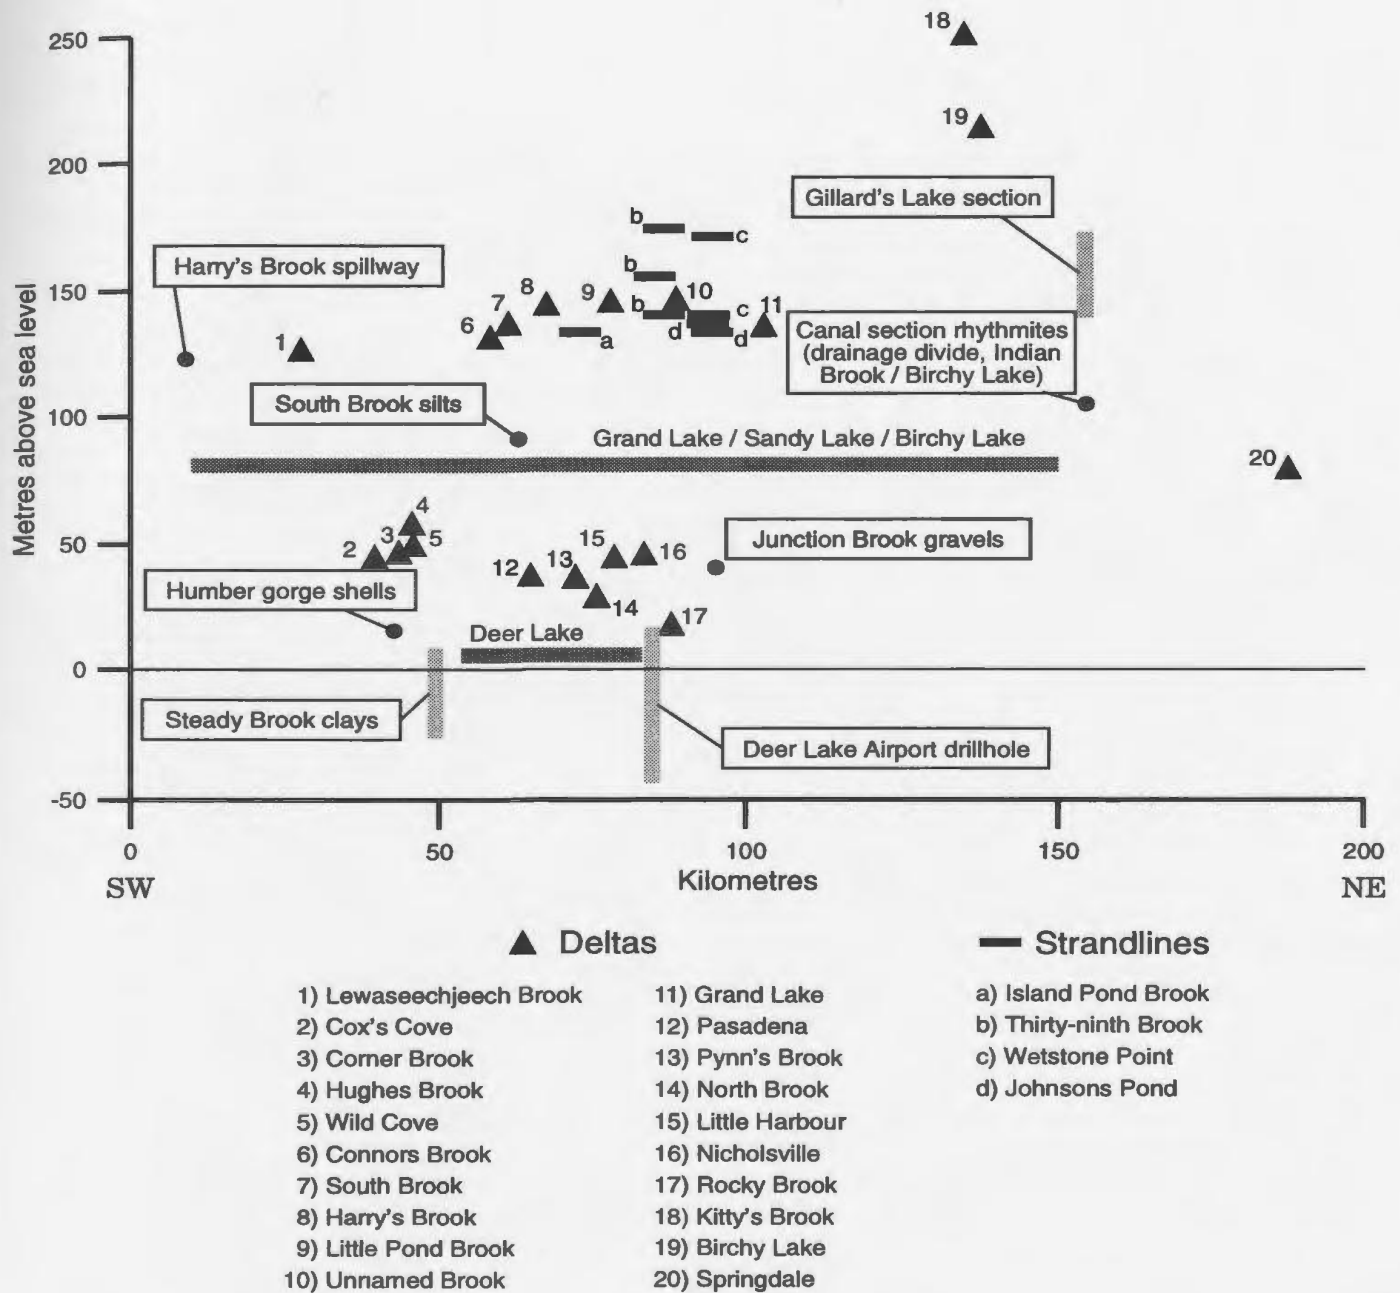 18
250
19
200
Gillard's Lake section
b
c
Harry's Brook spillway
b
150
8
9
10
7
b
c
11
6
d
d
a
1
Canal section rhythmites
(drainage divide, Indian
Brook / Birchy Lake)
South Brook silts
100
Grand Lake / Sandy Lake / Birchy Lake
20
Metres above sea level
4
3
5
2
50
15
16
Junction Brook gravels
12
13
14
Humber gorge shells
17
Deer Lake
0
Steady Brook clays
Deer Lake Airport drillhole
-50
0
50
100
150
200
SW
Kilometres
NE
Deltas
Strandlines
1) Lewaseechjeech Brook
2) Cox's Cove
3) Corner Brook
4) Hughes Brook
5) Wild Cove
6) Connors Brook
7) South Brook
8) Harry's Brook
9) Little Pond Brook
10) Unnamed Brook
11) Grand Lake
12) Pasadena
13) Pynn's Brook
14) North Brook
15) Little Harbour
16) Nicholsville
17) Rocky Brook
18) Kitty's Brook
19) Birchy Lake
20) Springdale
a) Island Pond Brook
b) Thirty-ninth Brook
c) Wetstone Point
d) Johnsons Pond